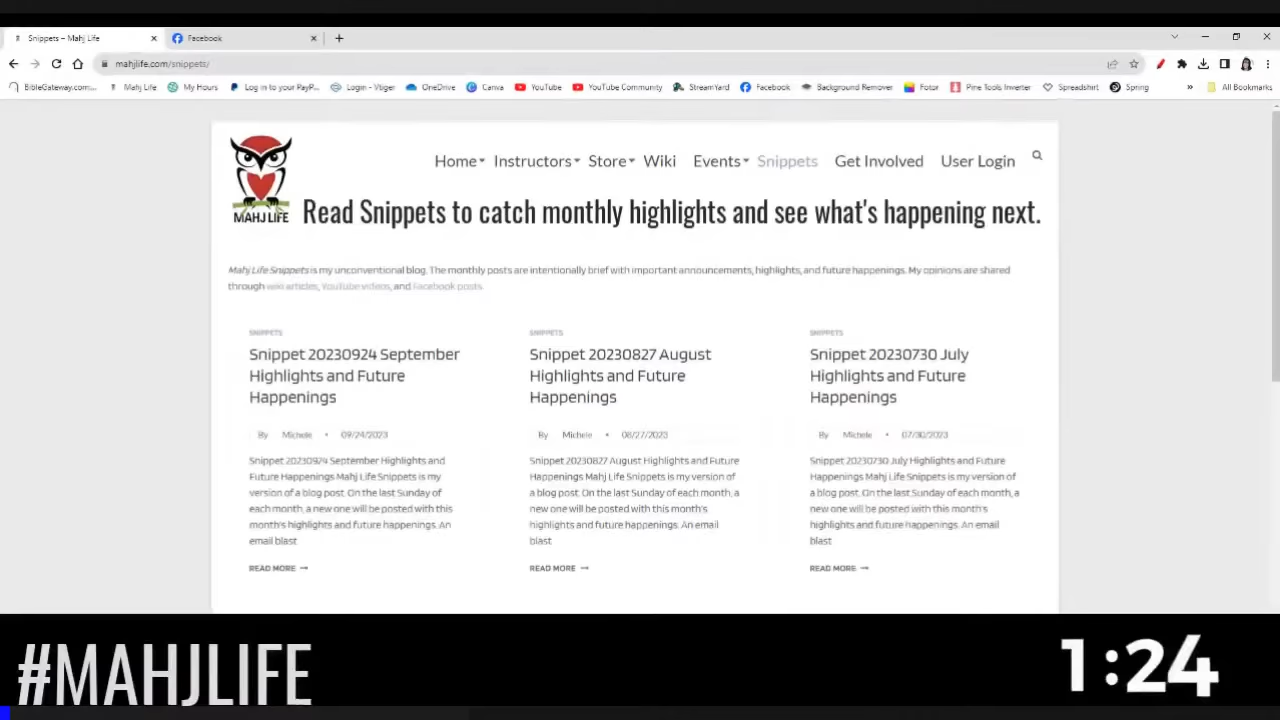 Snippets – Mahj Life
Facebook
mahjlife.com/snippets/
BibleGateway.com:... Mahj Life My Hours Log in to your PayP... Login - Vtiger OneDrive Canva YouTube YouTube Community StreamYard Facebook Background Remover Fotor Pine Tools Inverter Spreadshirt Spring » All Bookmarks
Home Instructors Store Wiki Events Snippets Get Involved User Login
MAHJ LIFE
Read Snippets to catch monthly highlights and see what's happening next.
Mahj Life Snippets is my unconventional blog. The monthly posts are intentionally brief with important announcements, highlights, and future happenings. My opinions are shared
through wiki articles, YouTube videos, and Facebook posts.
SNIPPETS
Snippet 20230924 September
Highlights and Future
Happenings
By Michele • 09/24/2023
Snippet 20230924 September Highlights and
Future Happenings Mahj Life Snippets is my
version of a blog post. On the last Sunday of
each month, a new one will be posted with this
month's highlights and future happenings. An
email blast
READ MORE →
SNIPPETS
Snippet 20230827 August
Highlights and Future
Happenings
By Michele • 08/27/2023
Snippet 20230827 August Highlights and Future
Happenings Mahj Life Snippets is my version of
a blog post. On the last Sunday of each month, a
new one will be posted with this month's
highlights and future happenings. An email
blast
READ MORE →
SNIPPETS
Snippet 20230730 July
Highlights and Future
Happenings
By Michele • 07/30/2023
Snippet 20230730 July Highlights and Future
Happenings Mahj Life Snippets is my version of
a blog post. On the last Sunday of each month, a
new one will be posted with this month's
highlights and future happenings. An email
blast
READ MORE →
#MAHJLIFE
1:24